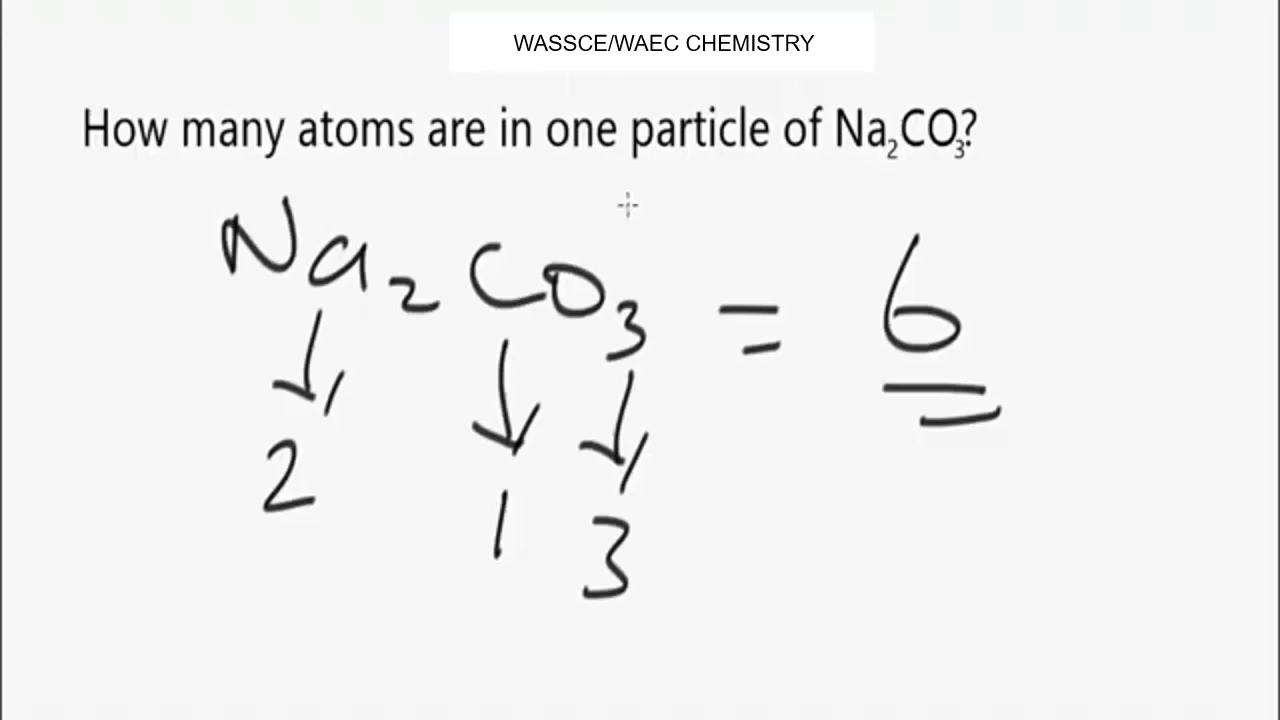 WASSCE/WAEC CHEMISTRY
How many atoms are in one particle of Na₂CO₃?
Na₂CO₃ = 6
2 1 3